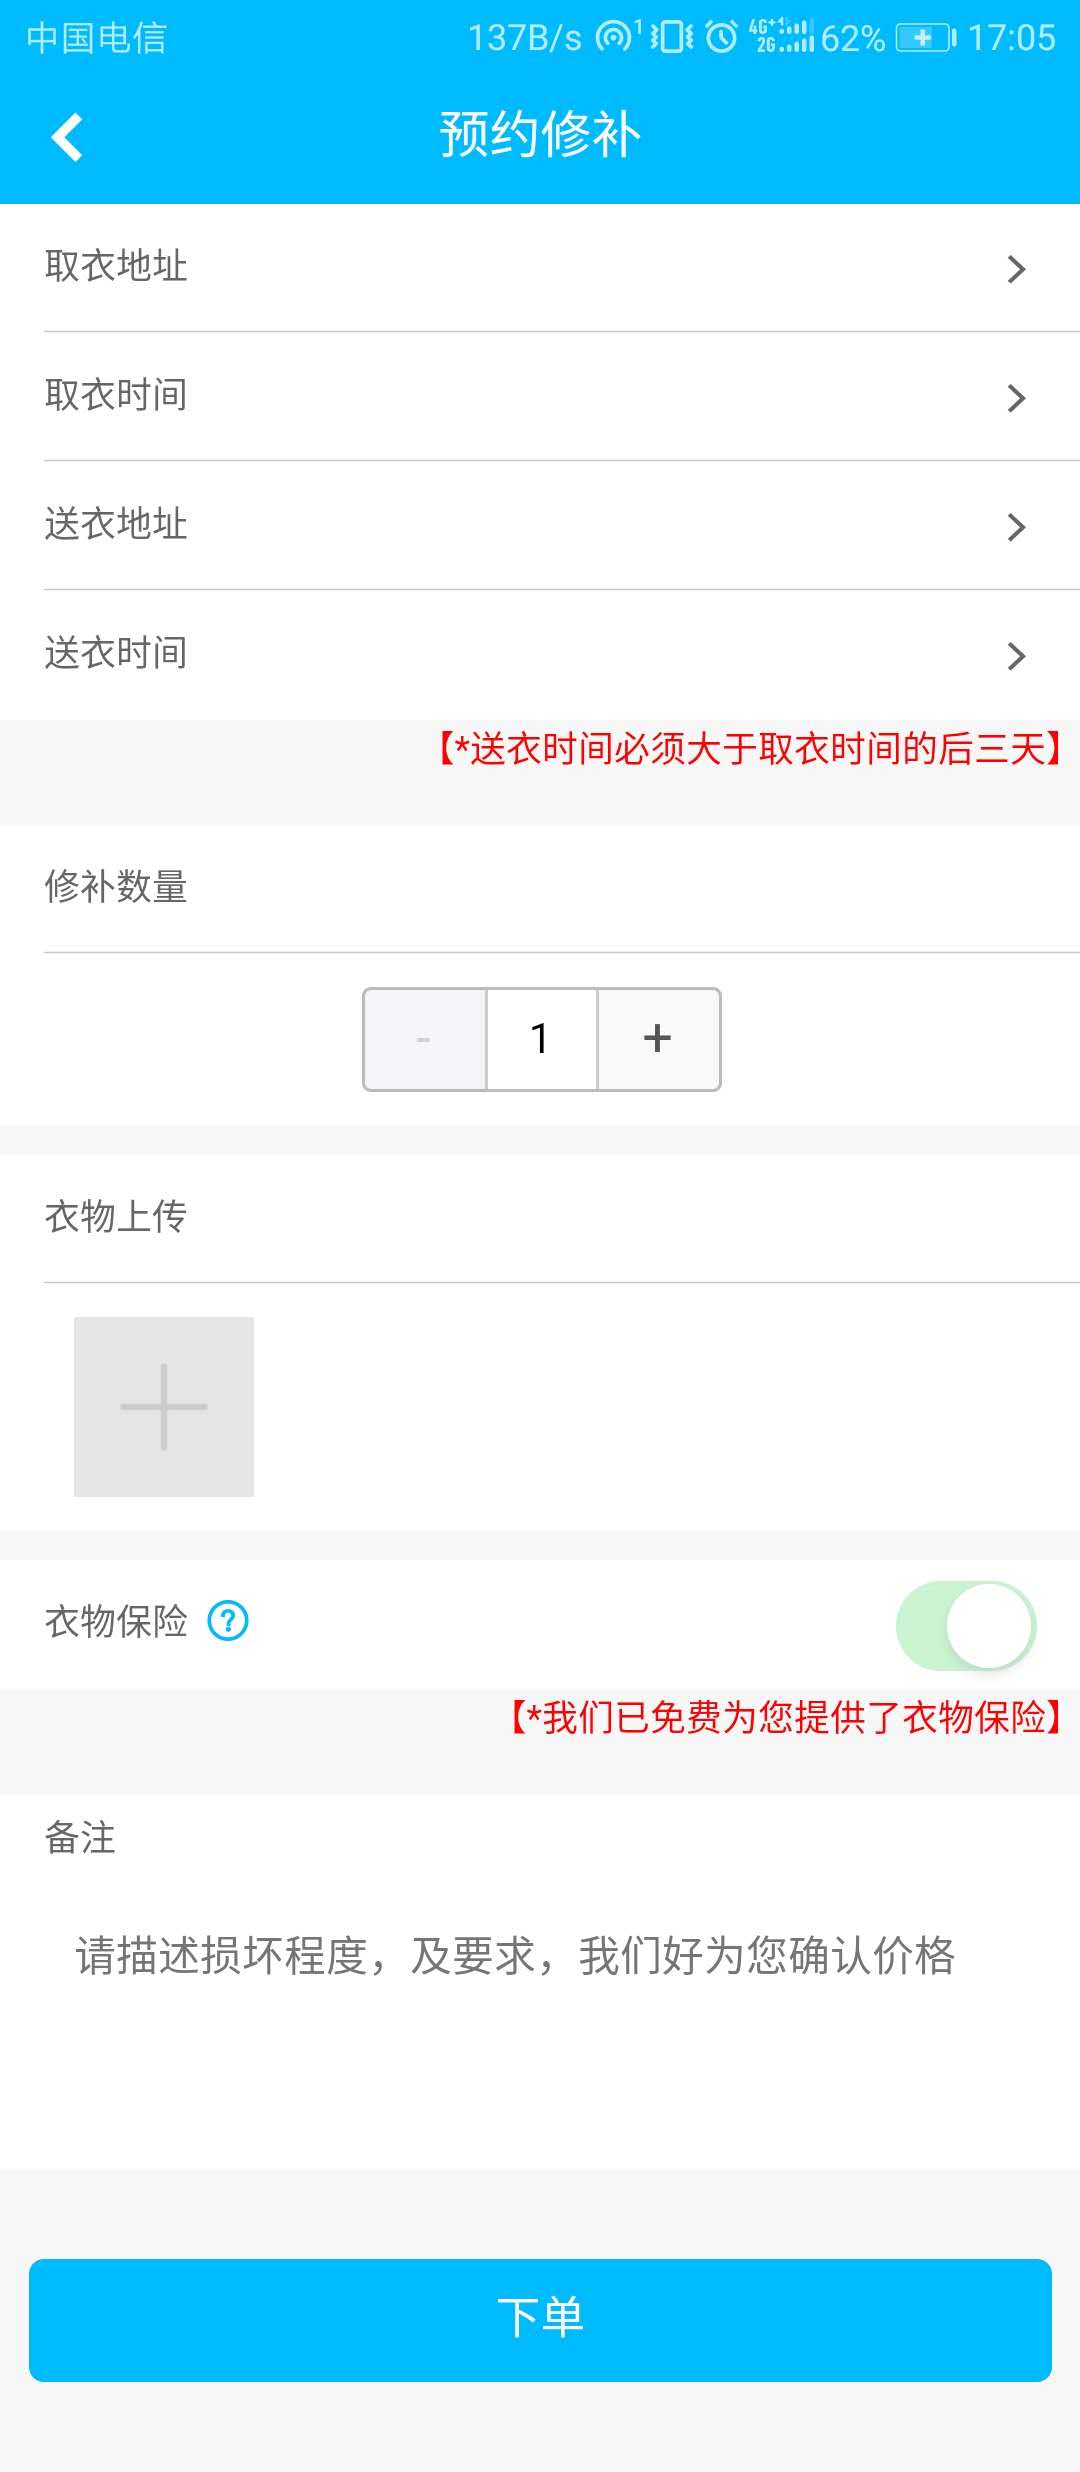 中国电信 137B/s 1 4G+ 2G 62% 17:05
预约修补
取衣地址
取衣时间
送衣地址
送衣时间
【*送衣时间必须大于取衣时间的后三天】
修补数量
- 1 +
衣物上传
衣物保险 ?
【*我们已免费为您提供了衣物保险】
备注
请描述损坏程度，及要求，我们好为您确认价格
下单